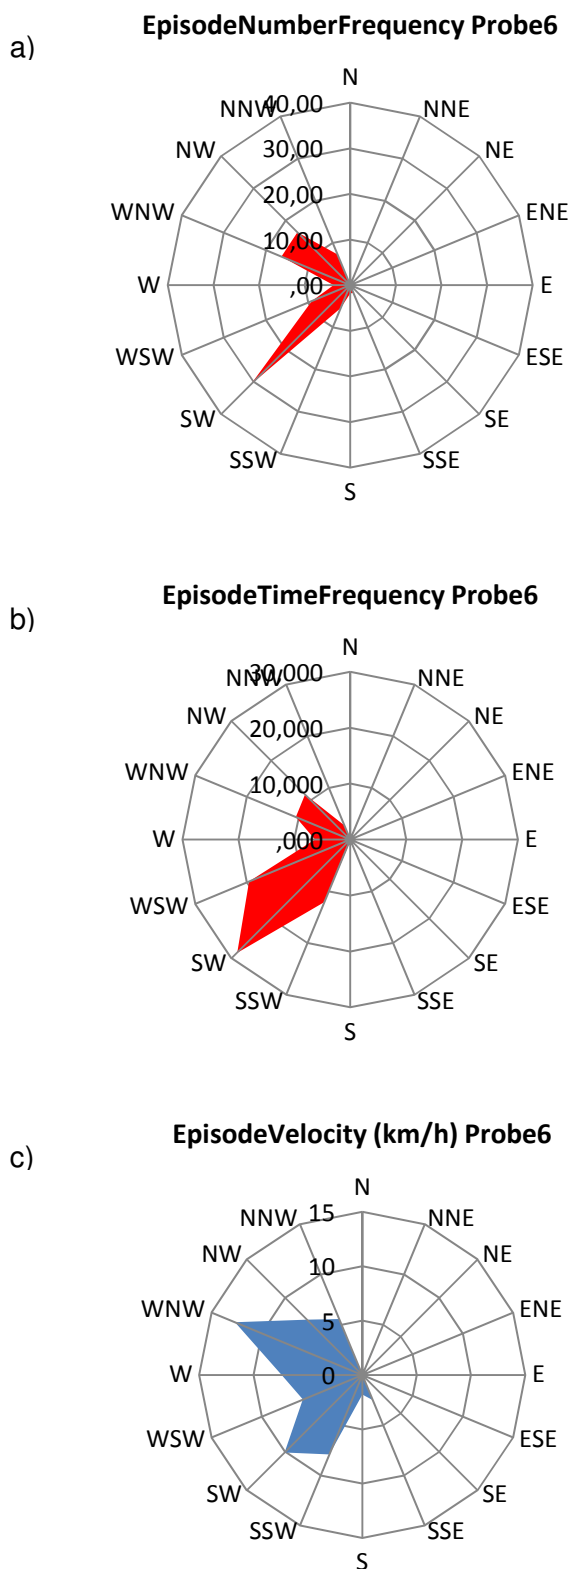 EpisodeNumberFrequency Probe6
a)
N
NNW
40,00
NNE
NW
30,00
NE
WNW
20,00
ENE
10,00
W
,00
E
WSW
ESE
SW
SE
SSW
SSE
S
EpisodeTimeFrequency Probe6
b)
N
NNW
30,000
NNE
NW
20,000
NE
WNW
10,000
ENE
W
,000
E
WSW
ESE
SW
SE
SSW
SSE
S
EpisodeVelocity (km/h) Probe6
c)
N
NNW
15
NNE
NW
10
NE
WNW
5
ENE
W
0
E
WSW
ESE
SW
SE
SSW
SSE
S